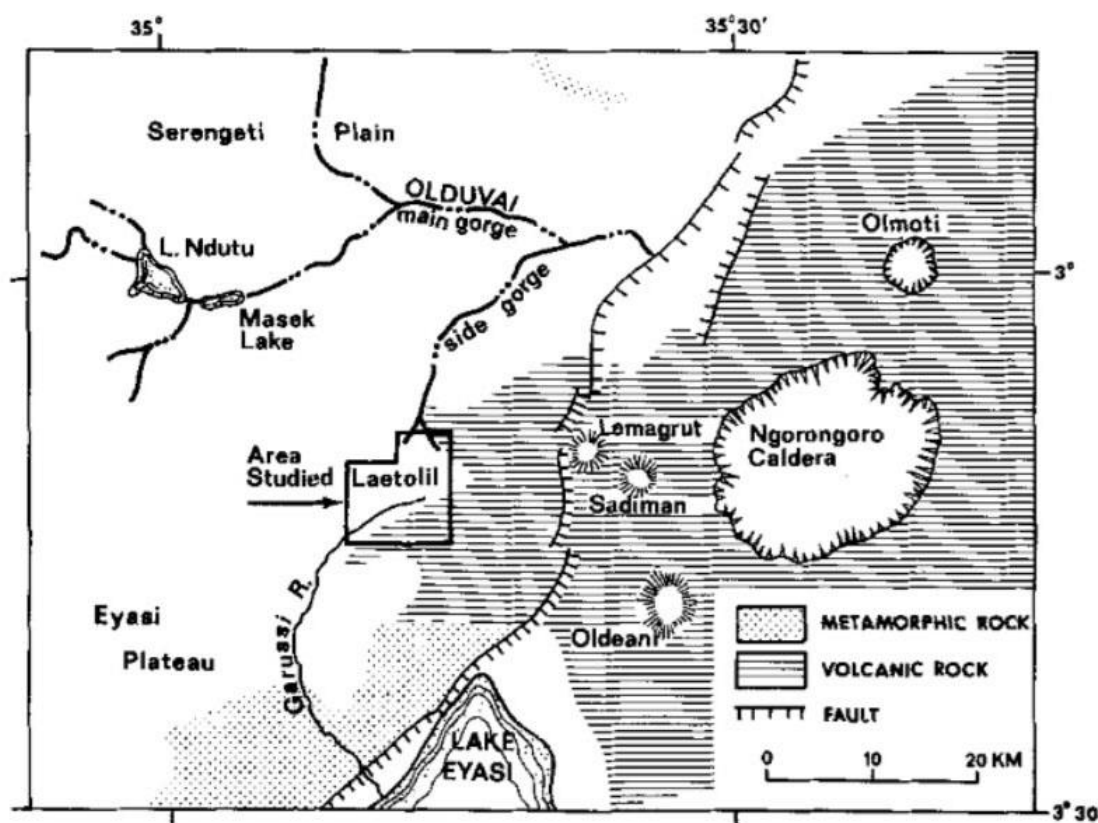 35°
35°30'
Serengeti Plain
OLDUVAI
main gorge
Olmoti
L. Ndutu
3°
side gorge
Masek
Lake
Lemagrut
Ngorongoro
Caldera
Area
Studied
Laetolil
Sadiman
Garussi R.
Eyasi
Plateau
Oldeani
METAMORPHIC ROCK
VOLCANIC ROCK
FAULT
LAKE
EYASI
0 10 20 KM
3°30